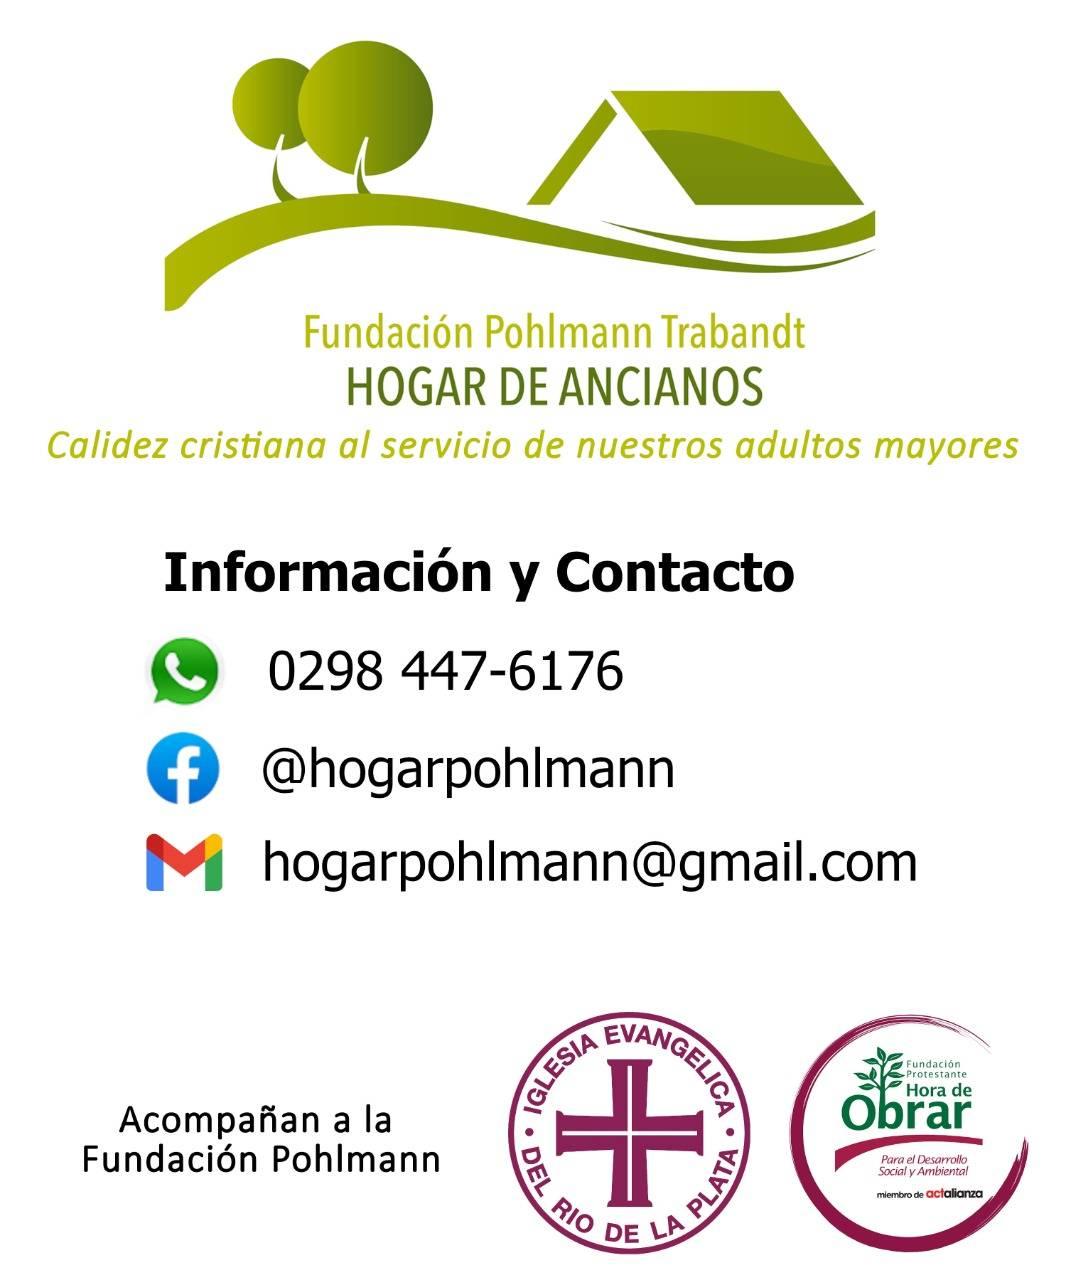 Fundación Pohlmann Trabandt
HOGAR DE ANCIANOS
Calidez cristiana al servicio de nuestros adultos mayores
Información y Contacto
0298 447-6176
@hogarpohlmann
hogarpohlmann@gmail.com
Acompañan a la
Fundación Pohlmann
IGLESIA EVANGELICA
DEL RIO DE LA PLATA
Fundación
Protestante
Hora de
Obrar
Para el Desarrollo
Social y Ambiental
miembro de actalianza